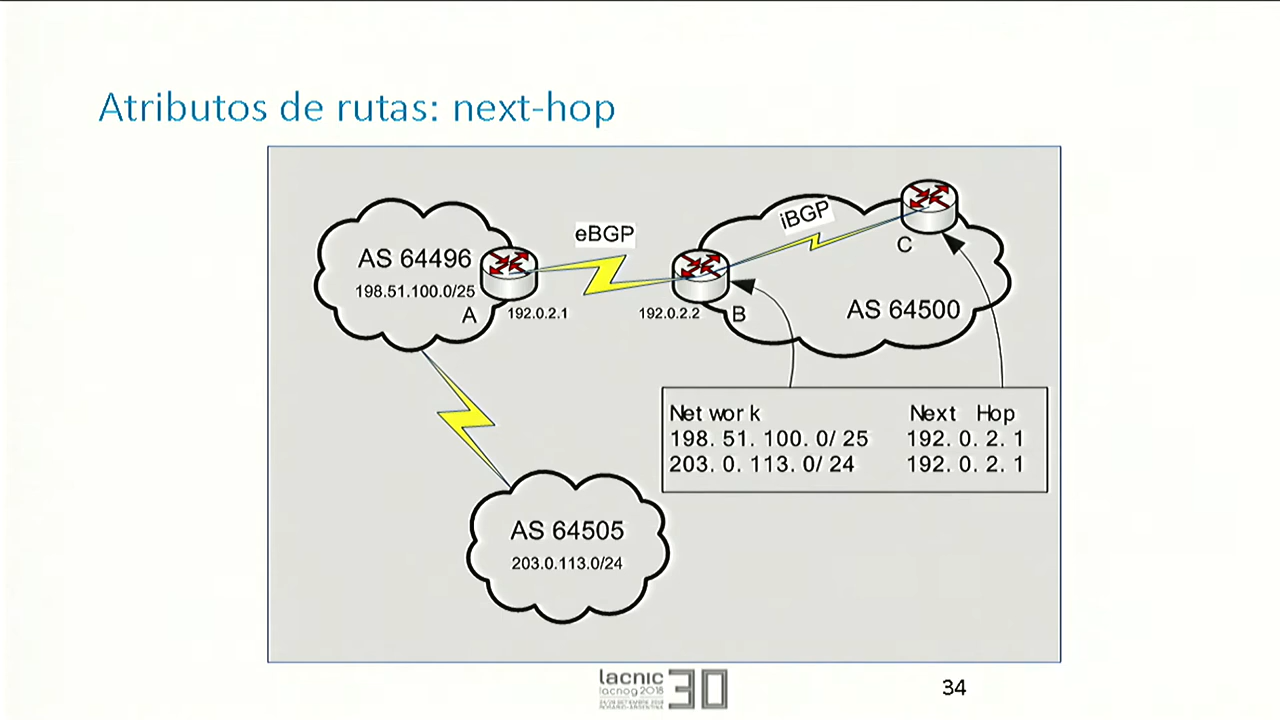 Atributos de rutas: next-hop
eBGP
iBGP
C
AS 64496
198.51.100.0/25
A
192.0.2.1
192.0.2.2
B
AS 64500
Network Next Hop
198.51.100.0/25 192.0.2.1
203.0.113.0/24 192.0.2.1
AS 64505
203.0.113.0/24
lacnic 30
lacnog 2018
34